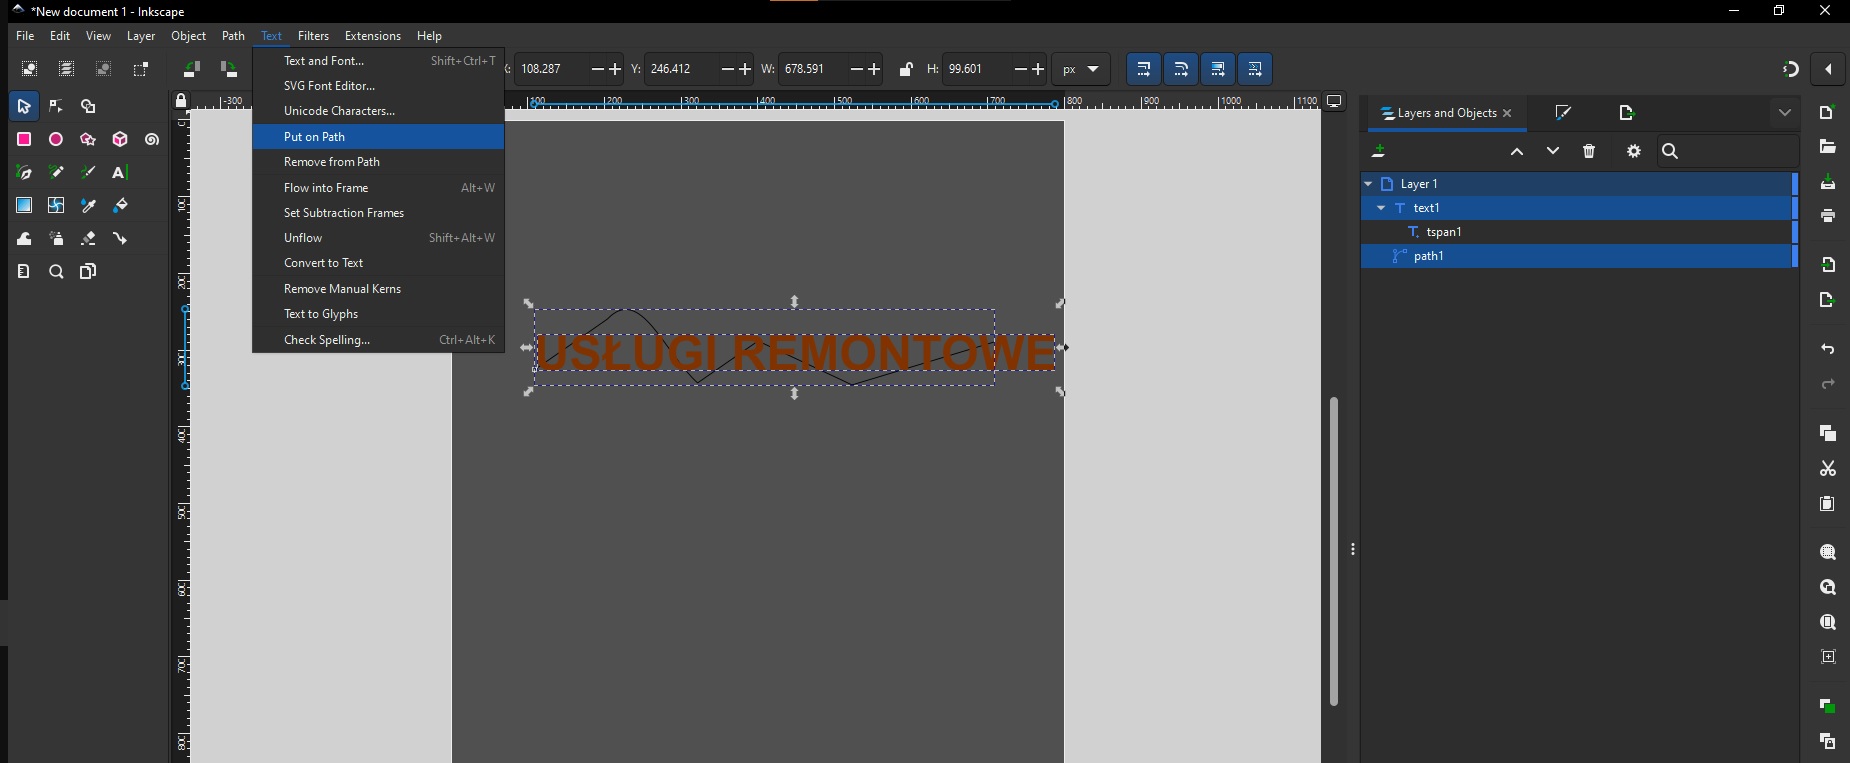 *New document 1 - Inkscape
File Edit View Layer Object Path Text Filters Extensions Help
Text and Font... Shift+Ctrl+T
SVG Font Editor...
Unicode Characters...
Put on Path
Remove from Path
Flow into Frame Alt+W
Set Subtraction Frames
Unflow Shift+Alt+W
Convert to Text
Remove Manual Kerns
Text to Glyphs
Check Spelling... Ctrl+Alt+K
108.287 Y: 246.412 W: 678.591 H: 99.601 px
-300 100 200 300 400 500 600 700 800 900 1000 1100
0
100
200
300
400
500
600
700
800
USŁUGI REMONTOWE
Layers and Objects
Layer 1
text1
tspan1
path1